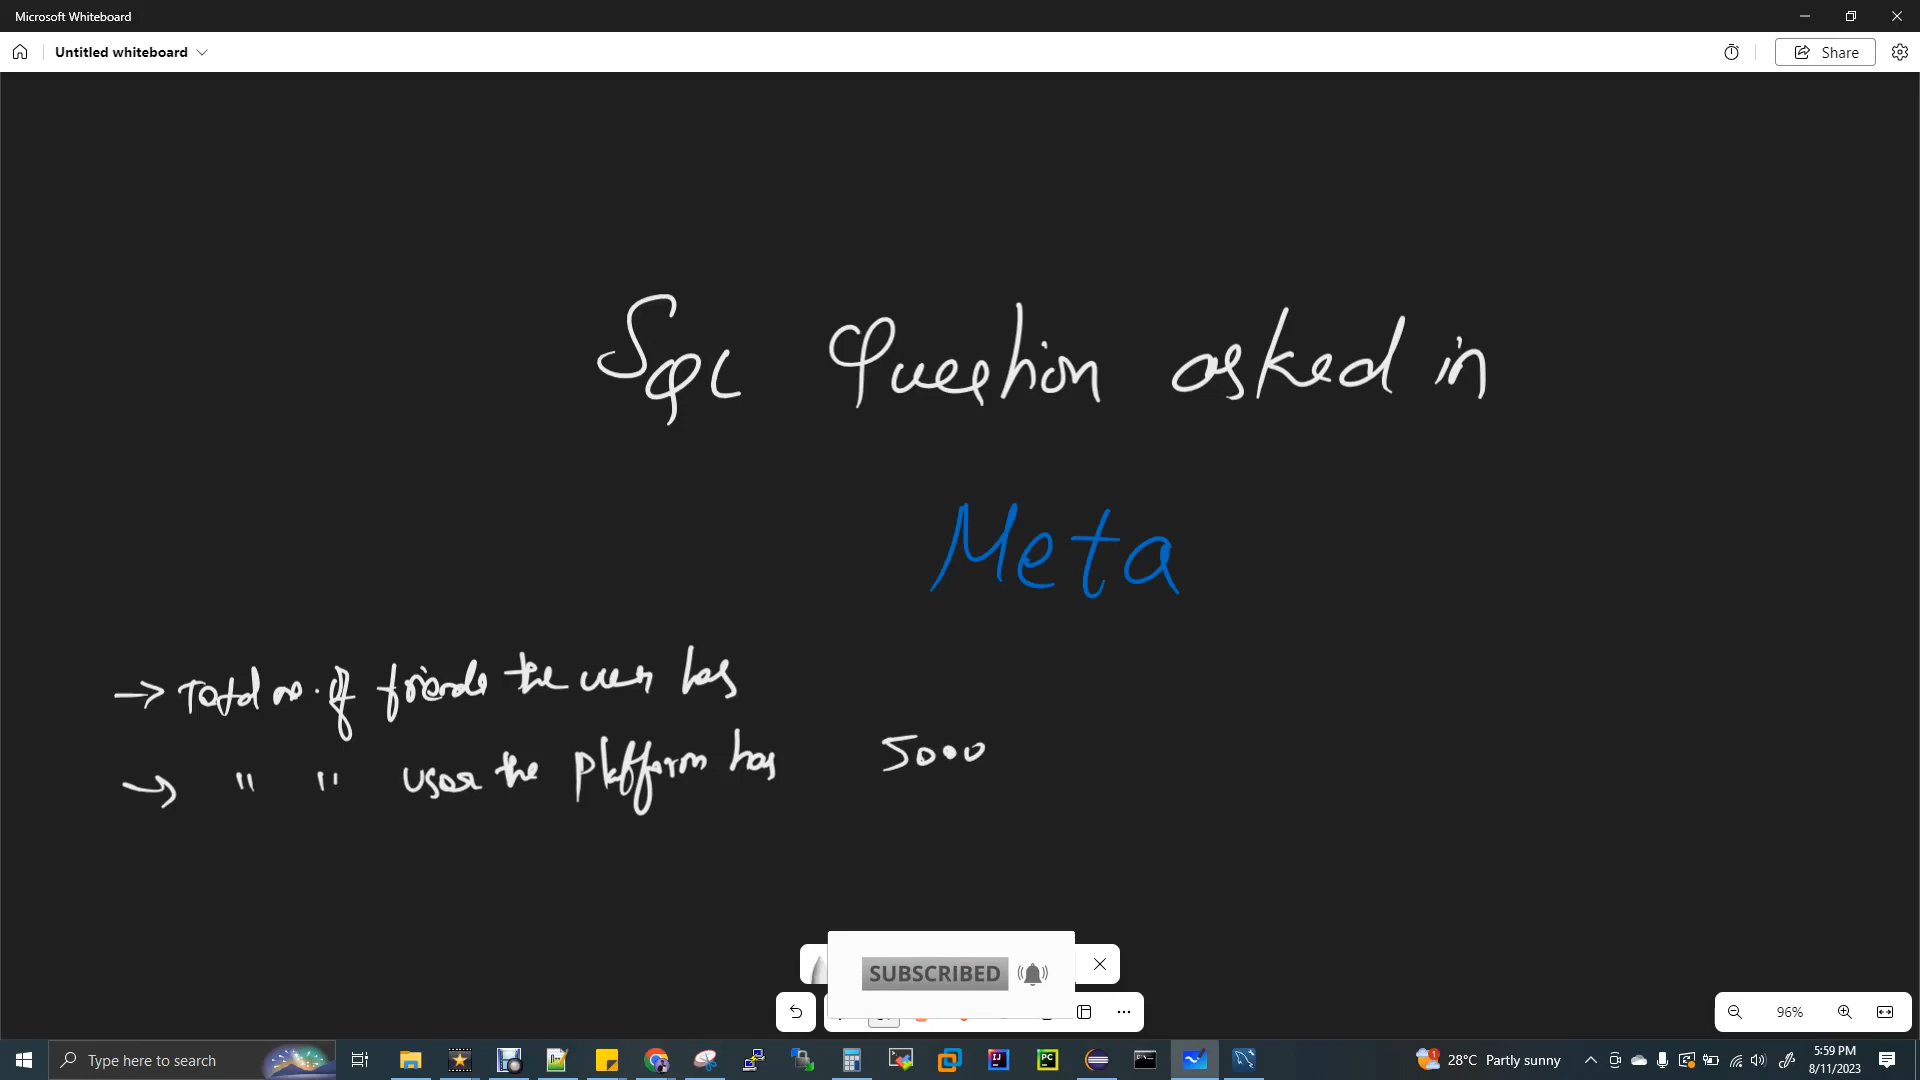 Microsoft Whiteboard
Untitled whiteboard
Share
SQL Question asked in
Meta
→ Total no. of friends the user has
→ " " user the platform has 5000
SUBSCRIBED
96%
Type here to search
28°C Partly sunny
5:59 PM
8/11/2023